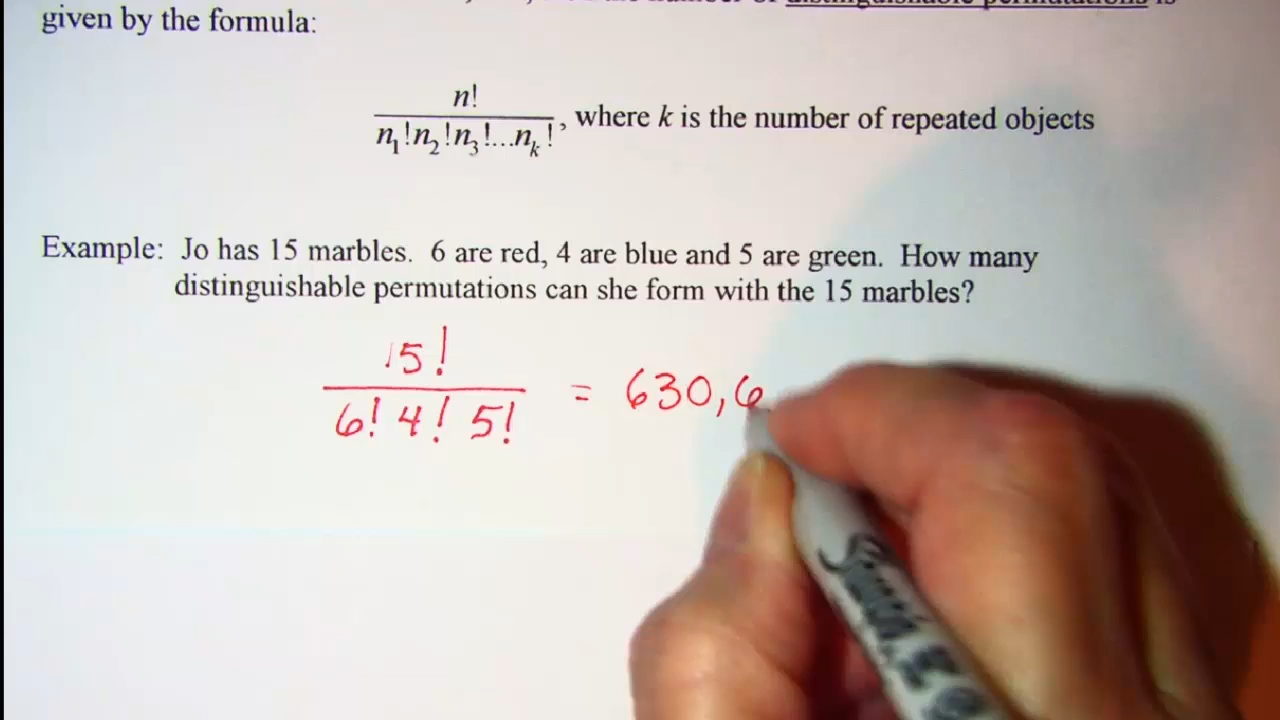 given by the formula:
n!
n₁!n₂!n₃!...nₖ!
, where k is the number of repeated objects
Example: Jo has 15 marbles. 6 are red, 4 are blue and 5 are green. How many
distinguishable permutations can she form with the 15 marbles?
15!
6! 4! 5!
= 630,6